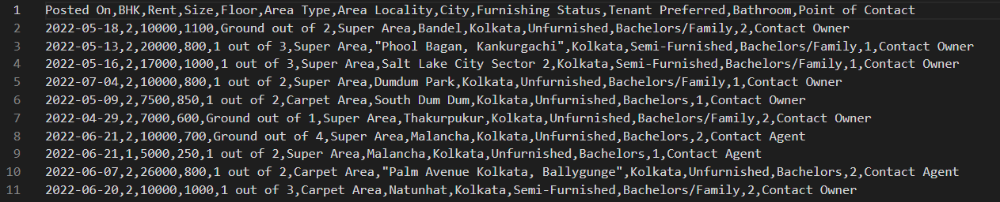 1 Posted On,BHK,Rent,Size,Floor,Area Type,Area Locality,City,Furnishing Status,Tenant Preferred,Bathroom,Point of Contact
2 2022-05-18,2,10000,1100,Ground out of 2,Super Area,Bandel,Kolkata,Unfurnished,Bachelors/Family,2,Contact Owner
3 2022-05-13,2,20000,800,1 out of 3,Super Area,"Phool Bagan, Kankurgachi",Kolkata,Semi-Furnished,Bachelors/Family,1,Contact Owner
4 2022-05-16,2,17000,1000,1 out of 3,Super Area,Salt Lake City Sector 2,Kolkata,Semi-Furnished,Bachelors/Family,1,Contact Owner
5 2022-07-04,2,10000,800,1 out of 2,Super Area,Dumdum Park,Kolkata,Unfurnished,Bachelors/Family,1,Contact Owner
6 2022-05-09,2,7500,850,1 out of 2,Carpet Area,South Dum Dum,Kolkata,Unfurnished,Bachelors,1,Contact Owner
7 2022-04-29,2,7000,600,Ground out of 1,Super Area,Thakurpukur,Kolkata,Unfurnished,Bachelors/Family,2,Contact Owner
8 2022-06-21,2,10000,700,Ground out of 4,Super Area,Malancha,Kolkata,Unfurnished,Bachelors,2,Contact Agent
9 2022-06-21,1,5000,250,1 out of 2,Super Area,Malancha,Kolkata,Unfurnished,Bachelors,1,Contact Agent
10 2022-06-07,2,26000,800,1 out of 2,Carpet Area,"Palm Avenue Kolkata, Ballygunge",Kolkata,Unfurnished,Bachelors,2,Contact Agent
11 2022-06-20,2,10000,1000,1 out of 3,Carpet Area,Natunhat,Kolkata,Semi-Furnished,Bachelors/Family,2,Contact Owner